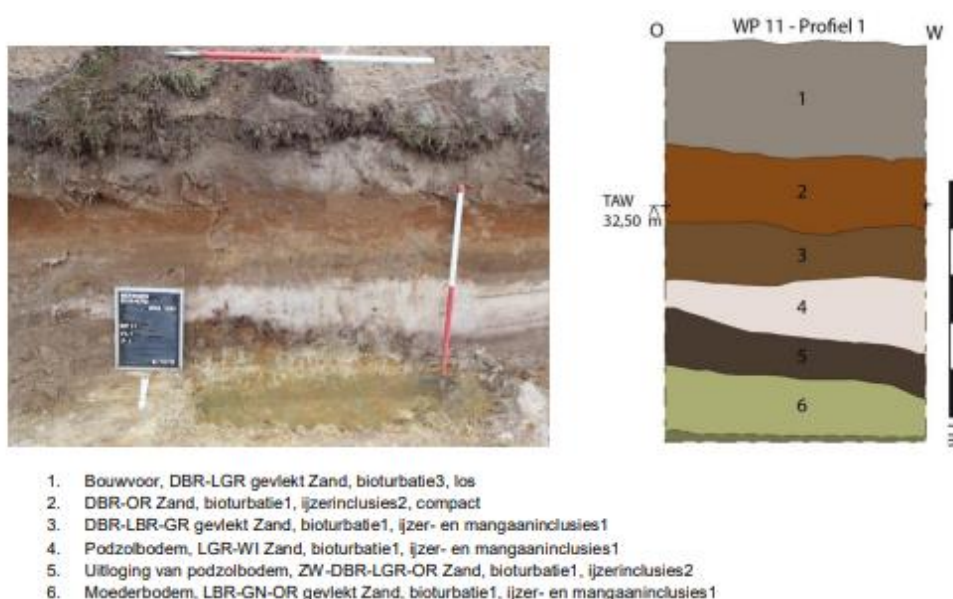 WP 11 - Profiel 1
O
W
1
2
TAW
32,50 m
3
4
5
6
1. Bouwvoor, DBR-LGR gevlekt Zand, bioturbatie3, los
2. DBR-OR Zand, bioturbatie1, ijzerinclusies2, compact
3. DBR-LBR-GR gevlekt Zand, bioturbatie1, ijzer- en mangaaninclusies1
4. Podzolbodem, LGR-WI Zand, bioturbatie1, ijzer- en mangaaninclusies1
5. Uitloging van podzolbodem, ZW-DBR-LGR-OR Zand, bioturbatie1, ijzerinclusies2
6. Moederbodem, LBR-GN-OR gevlekt Zand, bioturbatie1, ijzer- en mangaaninclusies1